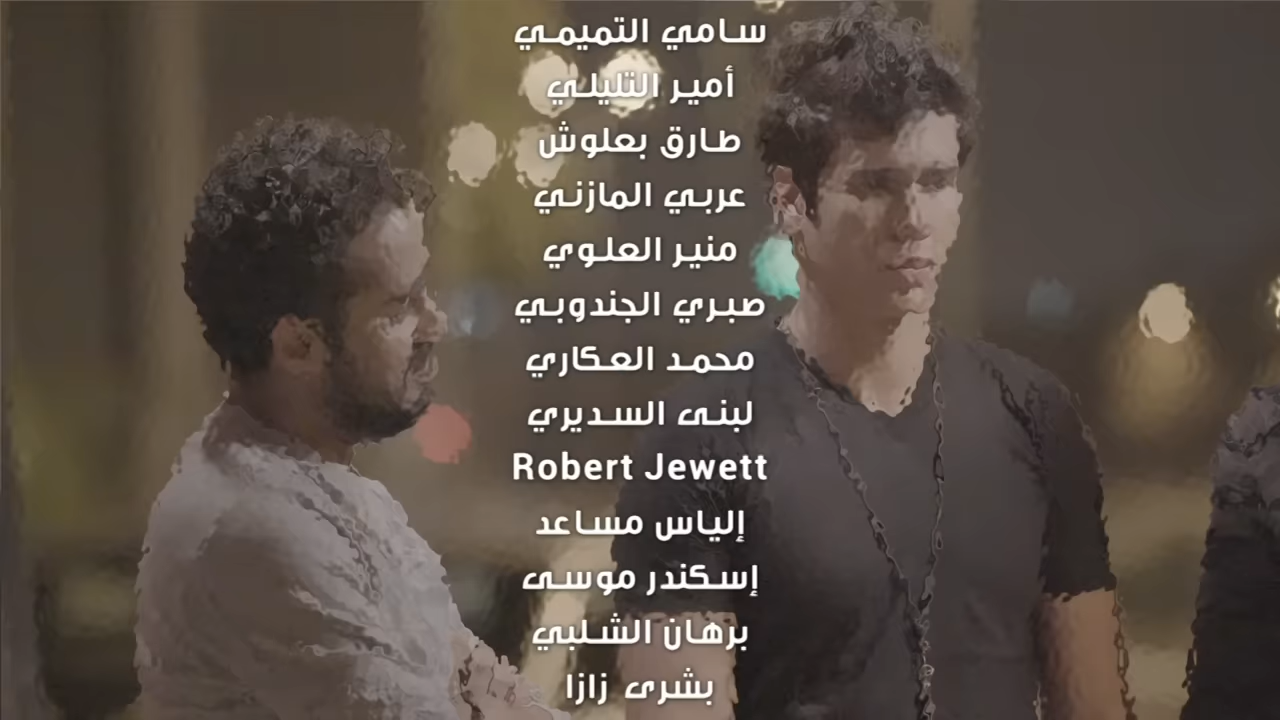 سامي التميمي
أمير التليلي
طارق بعلوش
عربي المازني
منير العلوي
صبري الجندوبي
محمد العكاري
لبنى السديري
Robert Jewett
إلياس مساعد
إسكندر موسى
برهان الشلبي
بشرى زازا